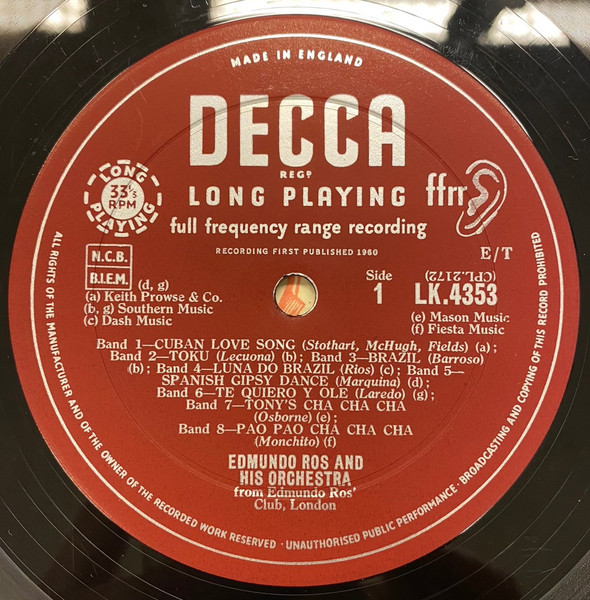 MADE IN ENGLAND
DECCA
REGD
LONG PLAYING
ffrr
full frequency range recording
LONG
33⅓
RPM
PLAYING
RECORDING FIRST PUBLISHED 1960
E/T
N.C.B.
B.I.E.M.
(d, g)
(a) Keith Prowse & Co.
(b, g) Southern Music
(c) Dash Music
Side
1
(CPL.2172)
LK.4353
(e) Mason Music
(f) Fiesta Music
Band 1—CUBAN LOVE SONG (Stothart, McHugh, Fields) (a);
Band 2—TOKU (Lecuona) (b); Band 3—BRAZIL (Barroso)
(b); Band 4—LUNA DO BRAZIL (Rios) (c); Band 5—
SPANISH GIPSY DANCE (Marquina) (d);
Band 6—TE QUIERO Y OLE (Laredo) (g);
Band 7—TONY'S CHA CHA CHA
(Osborne) (e);
Band 8—PAO PAO CHA CHA CHA
(Monchito) (f)
EDMUNDO ROS AND
HIS ORCHESTRA
from Edmundo Ros'
Club, London
ALL RIGHTS OF THE MANUFACTURER AND OF THE OWNER OF THE RECORDED WORK RESERVED · UNAUTHORISED PUBLIC PERFORMANCE · BROADCASTING AND COPYING OF THIS RECORD PROHIBITED